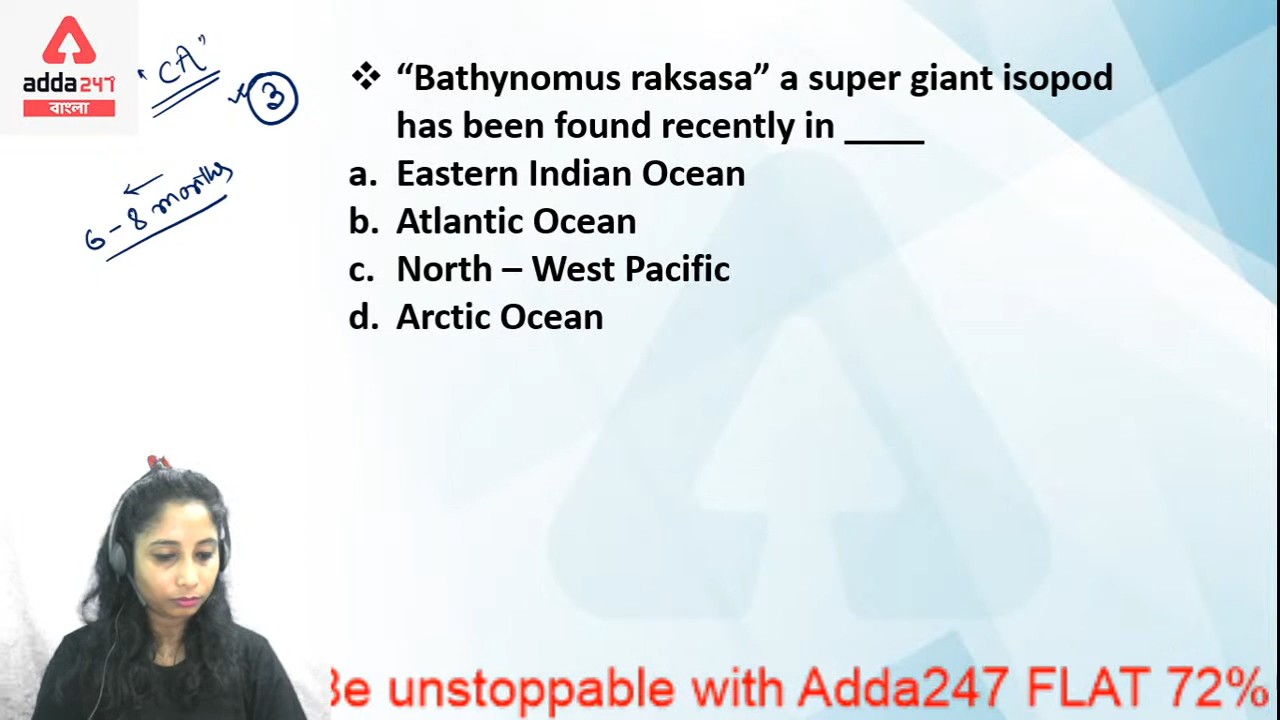 adda247
বাংলা
"CA"
3
6-8 months
❖ “Bathynomus raksasa” a super giant isopod
has been found recently in ____
a. Eastern Indian Ocean
b. Atlantic Ocean
c. North – West Pacific
d. Arctic Ocean
Be unstoppable with Adda247 FLAT 72%